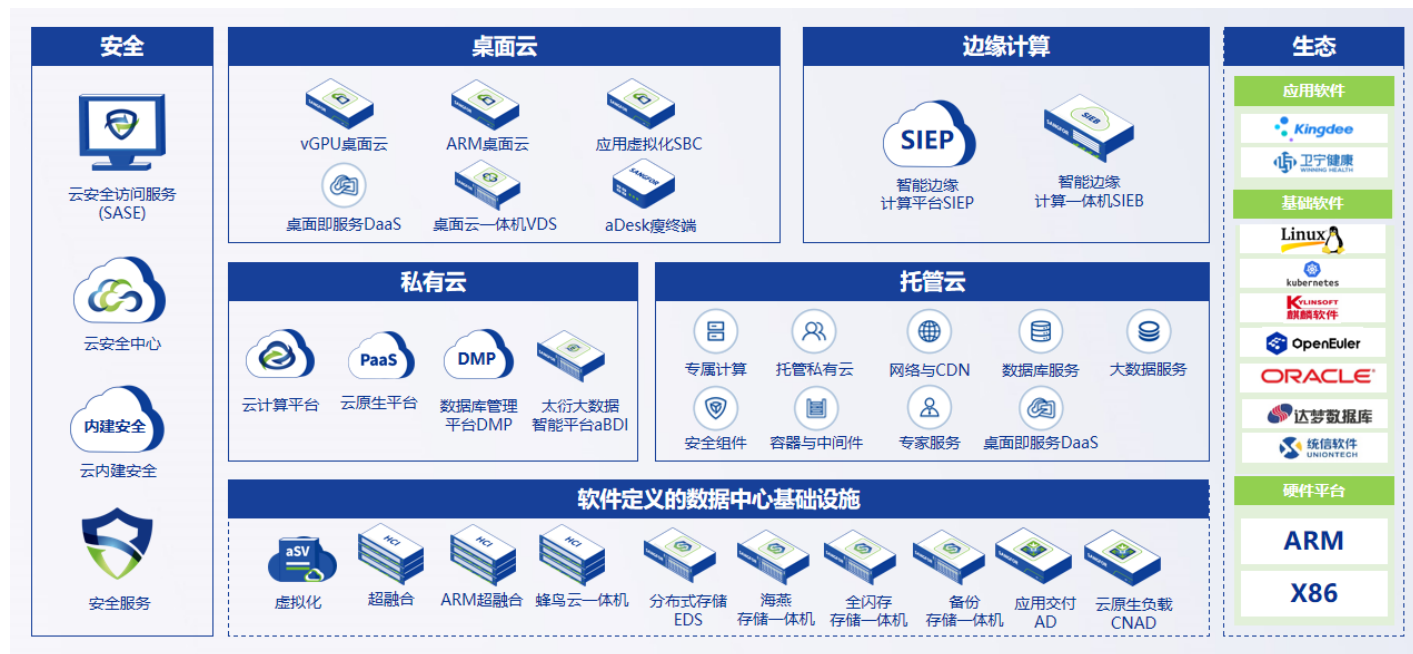 安全
云安全访问服务
(SASE)
云安全中心
内建安全
云内建安全
安全服务
桌面云
SANGFOR
SANGFOR
SANGFOR
vGPU桌面云
ARM桌面云
应用虚拟化SBC
SANGFOR
SANGFOR
桌面即服务DaaS
桌面云一体机VDS
aDesk瘦终端
边缘计算
SIEP
SIEB
SANGFOR
智能边缘
计算平台SIEP
智能边缘
计算一体机SIEB
私有云
PaaS
DMP
云计算平台
云原生平台
数据库管理
平台DMP
太衍大数据
智能平台aBDI
托管云
专属计算
托管私有云
网络与CDN
数据库服务
大数据服务
安全组件
容器与中间件
专家服务
桌面即服务DaaS
软件定义的数据中心基础设施
aSV
HCI
HCI
HCI
SANGFOR
SANGFOR
SANGFOR
SANGFOR
SANGFOR
SANGFOR
虚拟化
超融合
ARM超融合
蜂鸟云一体机
分布式存储
EDS
海燕
存储一体机
全闪存
存储一体机
备份
存储一体机
应用交付
AD
云原生负载
CNAD
生态
应用软件
Kingdee
卫宁健康
WINNING HEALTH
基础软件
Linux
kubernetes
KYLINSOFT
麒麟软件
OpenEuler
ORACLE
达梦数据库
统信软件
UNIONTECH
硬件平台
ARM
X86